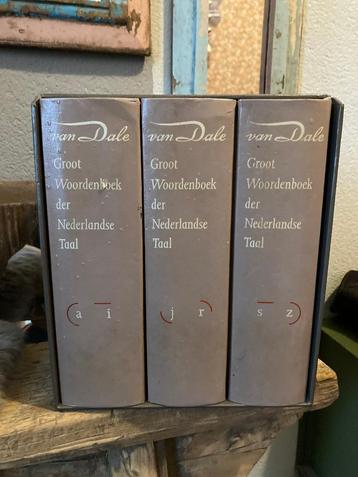 van Dale
Groot
Woordenboek
der
Nederlandse
Taal
a i
van Dale
Groot
Woordenboek
der
Nederlandse
Taal
j r
van Dale
Groot
Woordenboek
der
Nederlandse
Taal
s z